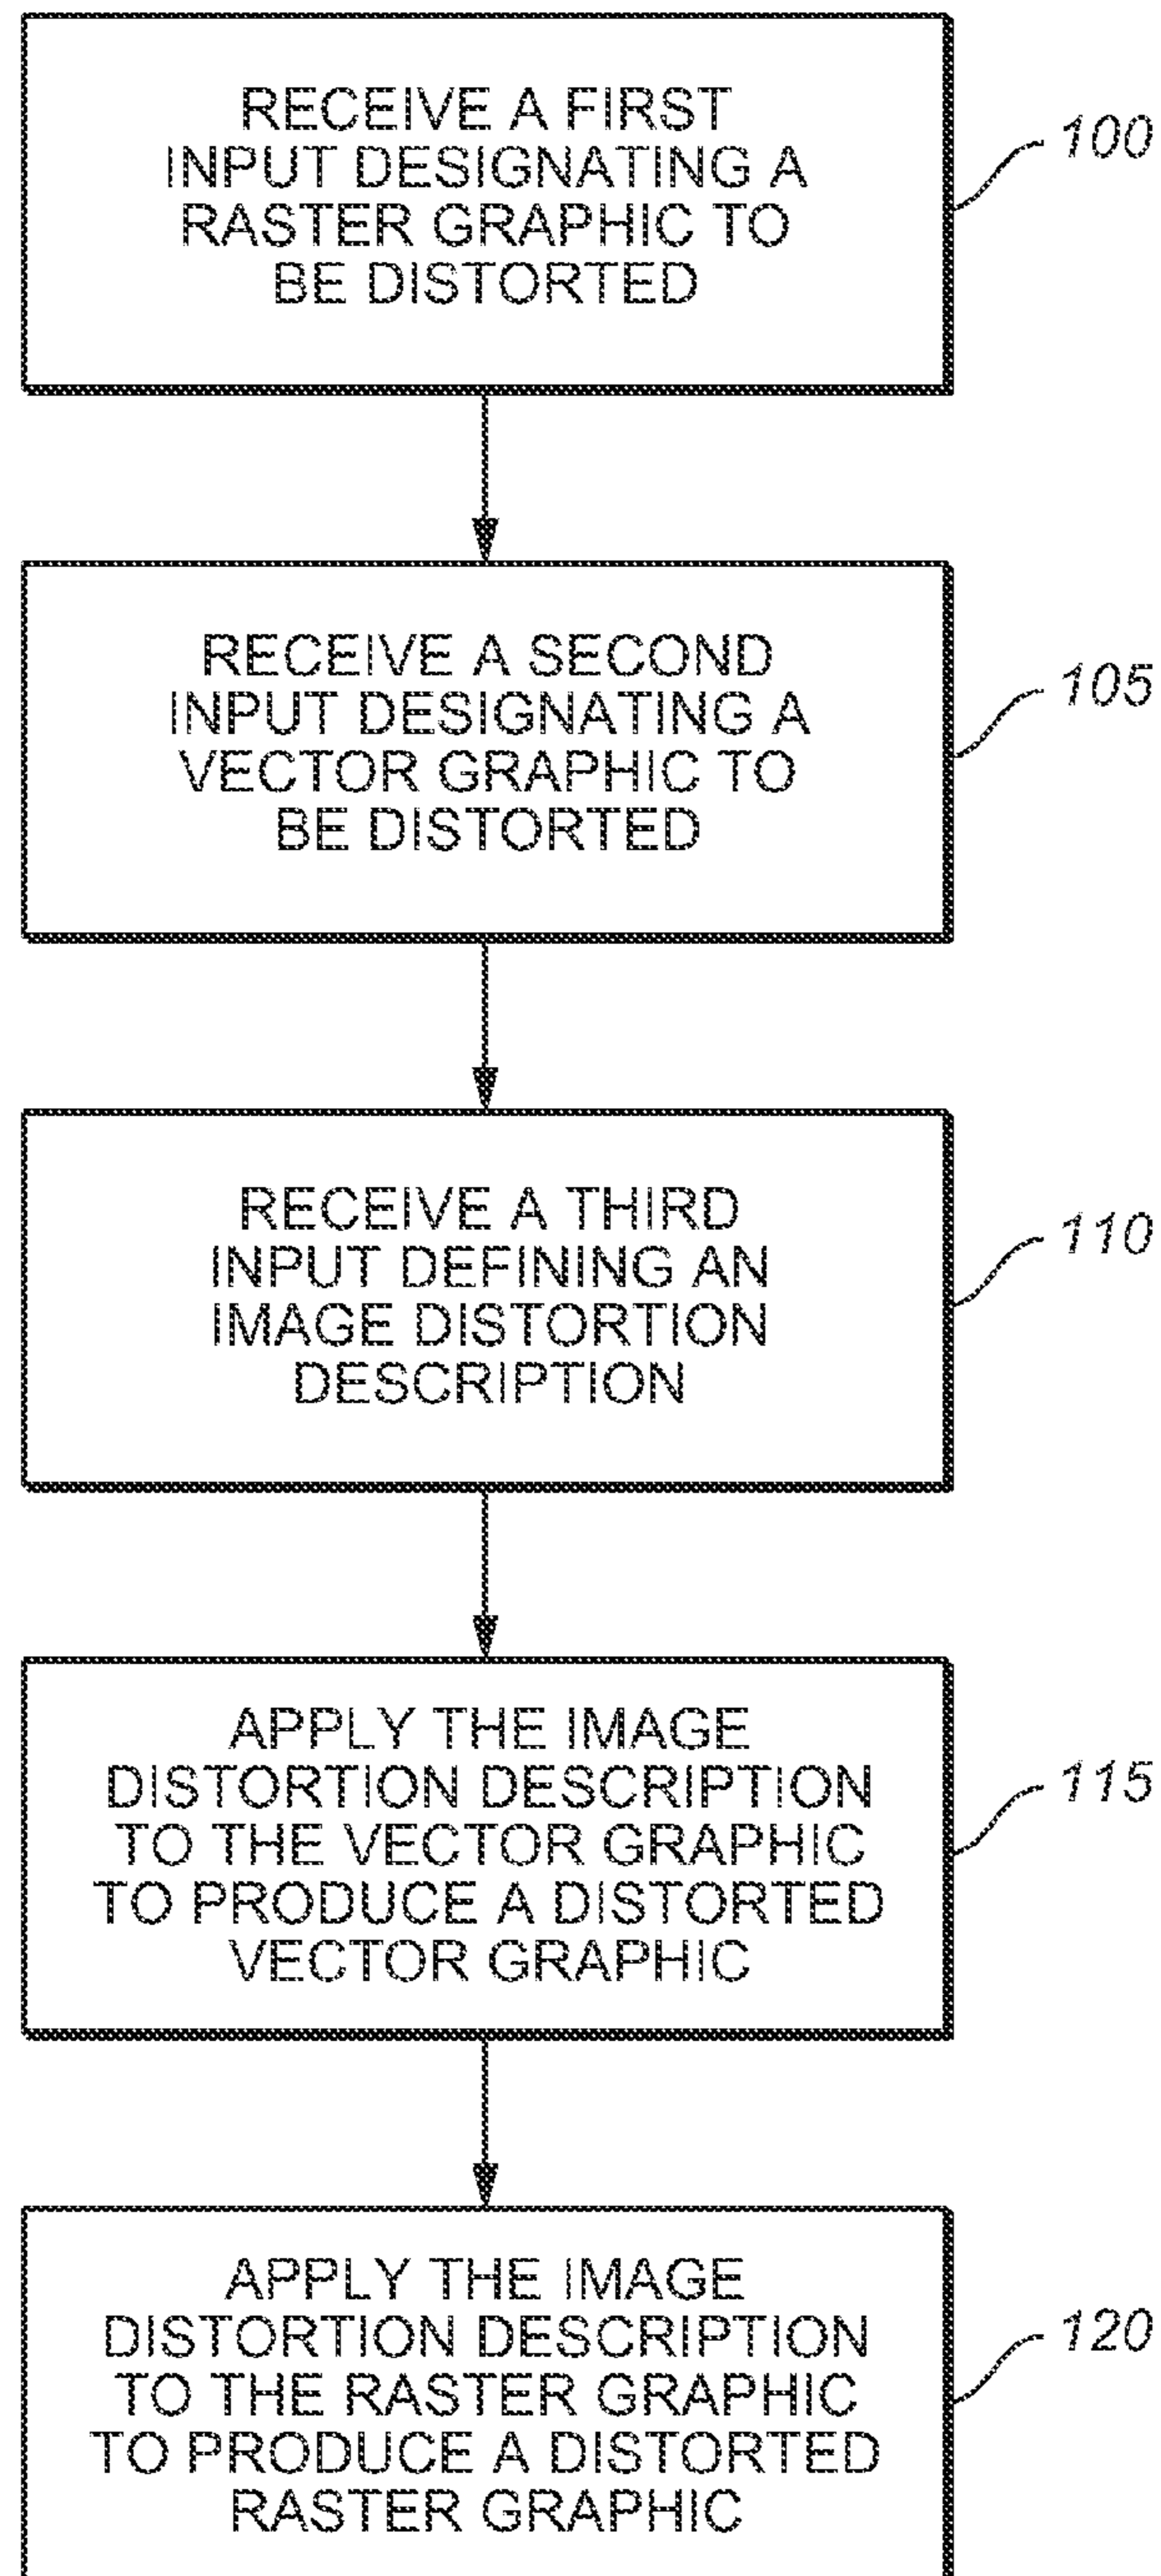 RECEIVE A FIRST
INPUT DESIGNATING A
RASTER GRAPHIC TO
BE DISTORTED
100
RECEIVE A SECOND
INPUT DESIGNATING A
VECTOR GRAPHIC TO
BE DISTORTED
105
RECEIVE A THIRD
INPUT DEFINING AN
IMAGE DISTORTION
DESCRIPTION
110
APPLY THE IMAGE
DISTORTION DESCRIPTION
TO THE VECTOR GRAPHIC
TO PRODUCE A DISTORTED
VECTOR GRAPHIC
115
APPLY THE IMAGE
DISTORTION DESCRIPTION
TO THE RASTER GRAPHIC
TO PRODUCE A DISTORTED
RASTER GRAPHIC
120